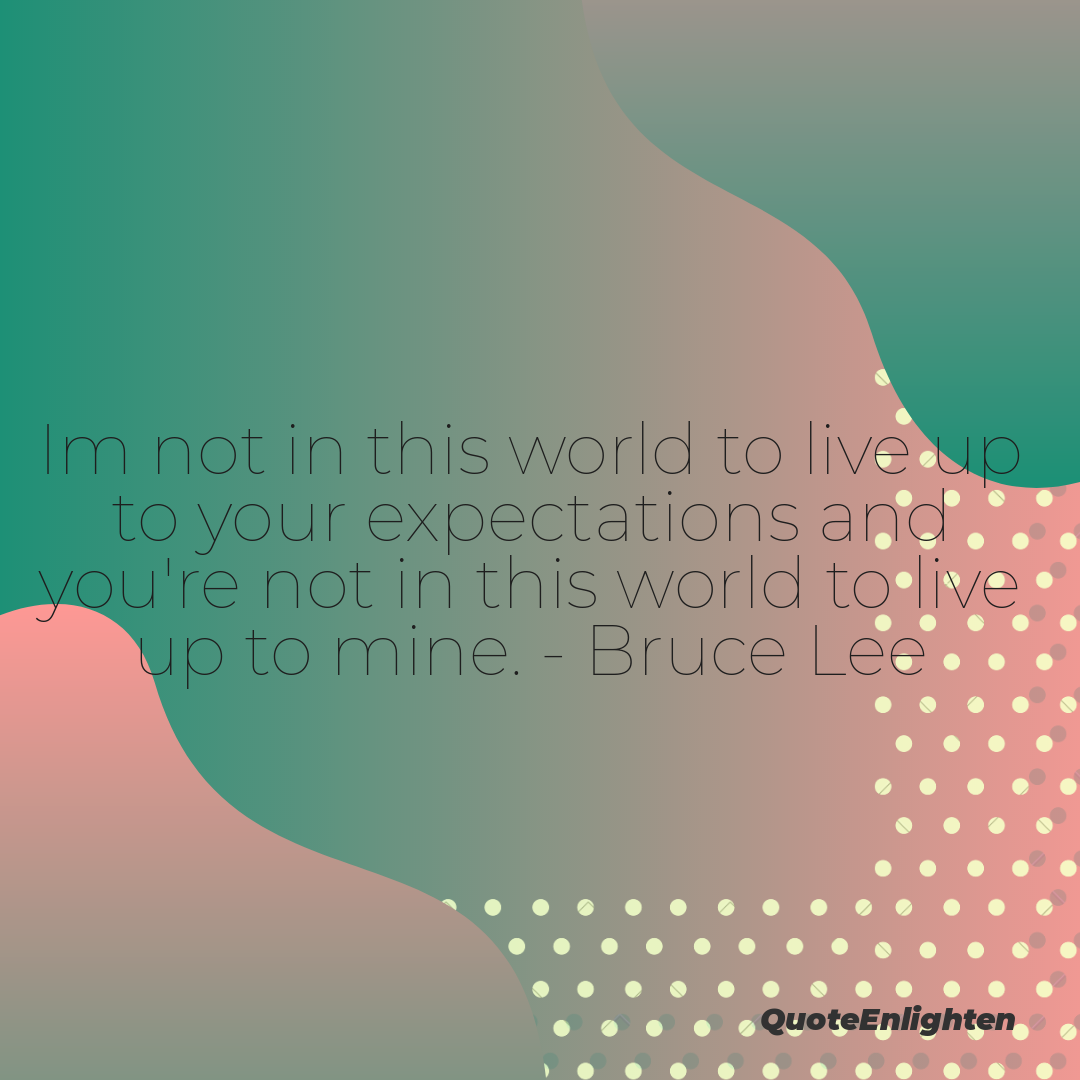 Im not in this world to live up
to your expectations and
you're not in this world to live
up to mine. - Bruce Lee
QuoteEnlighten